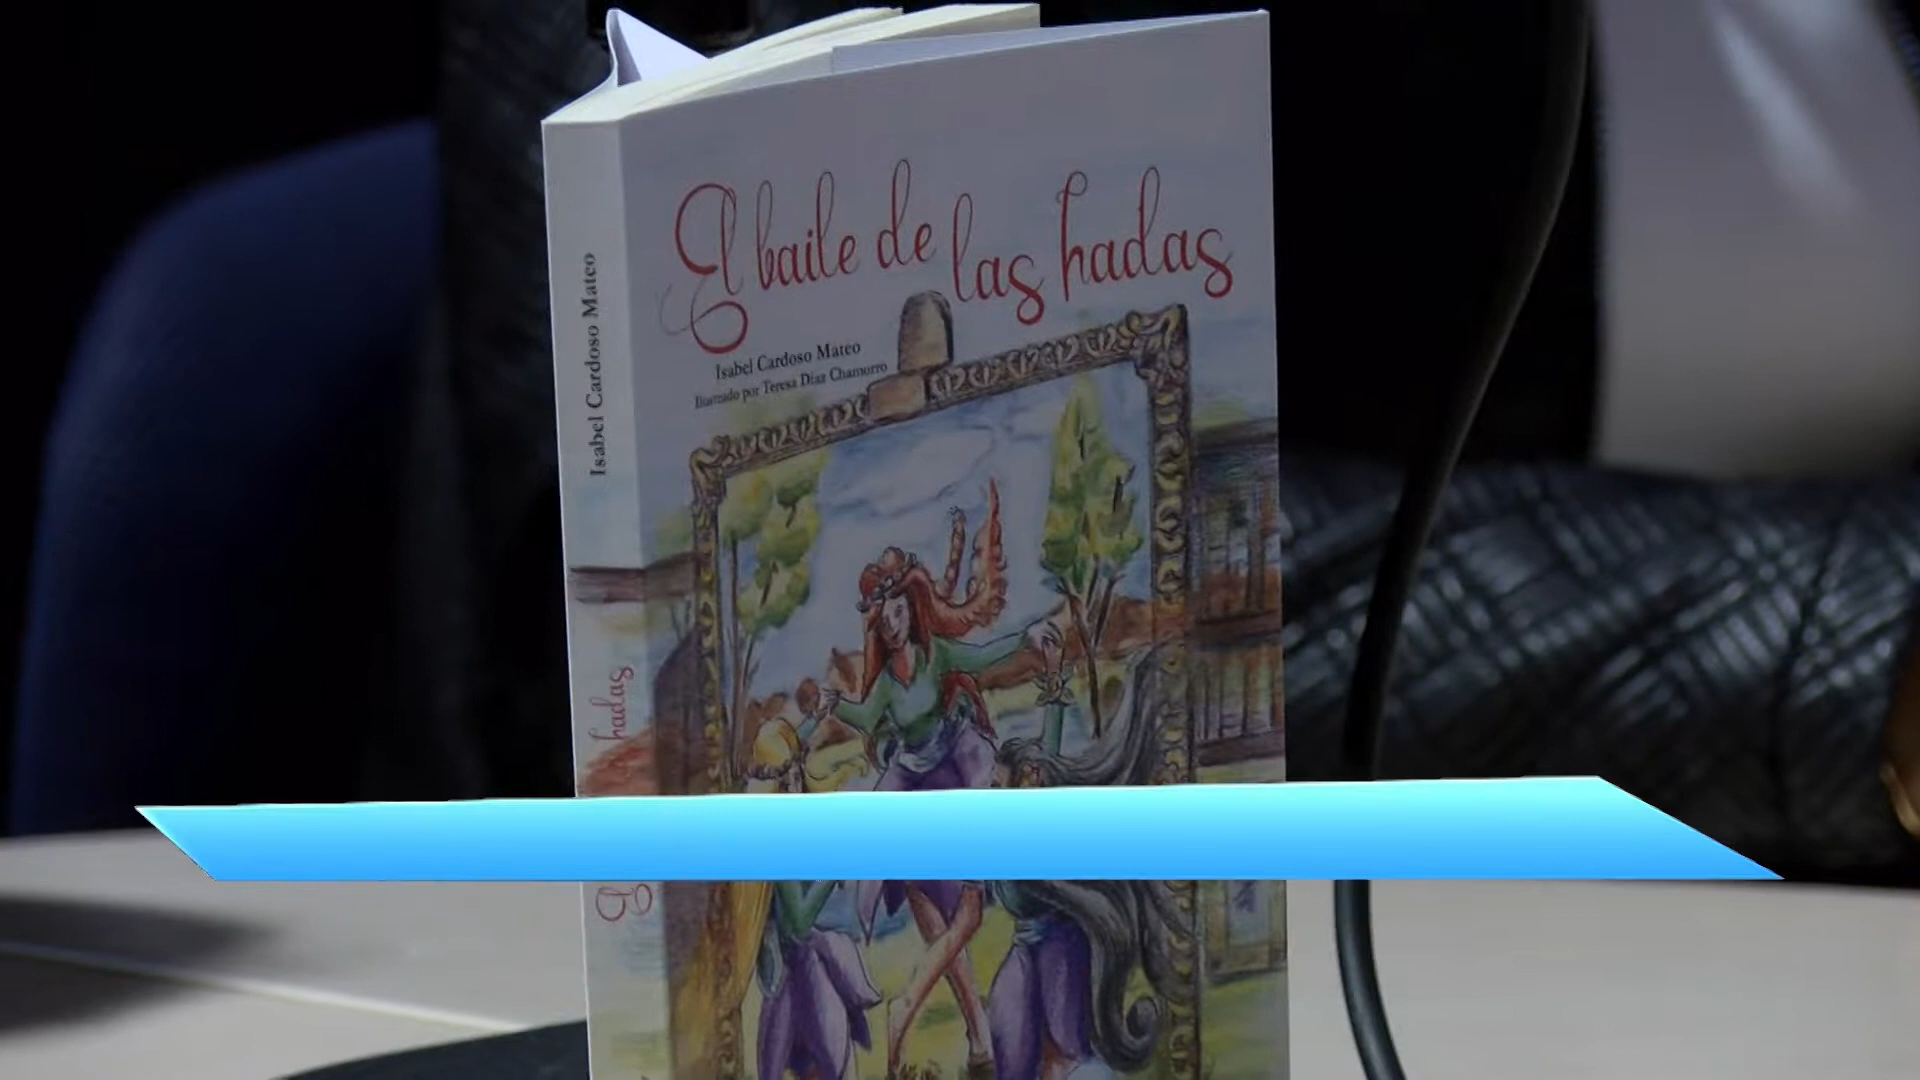 El baile de las hadas
Isabel Cardoso Mateo
Ilustrado por Teresa Díaz Chamorro
Isabel Cardoso Mateo
hadas